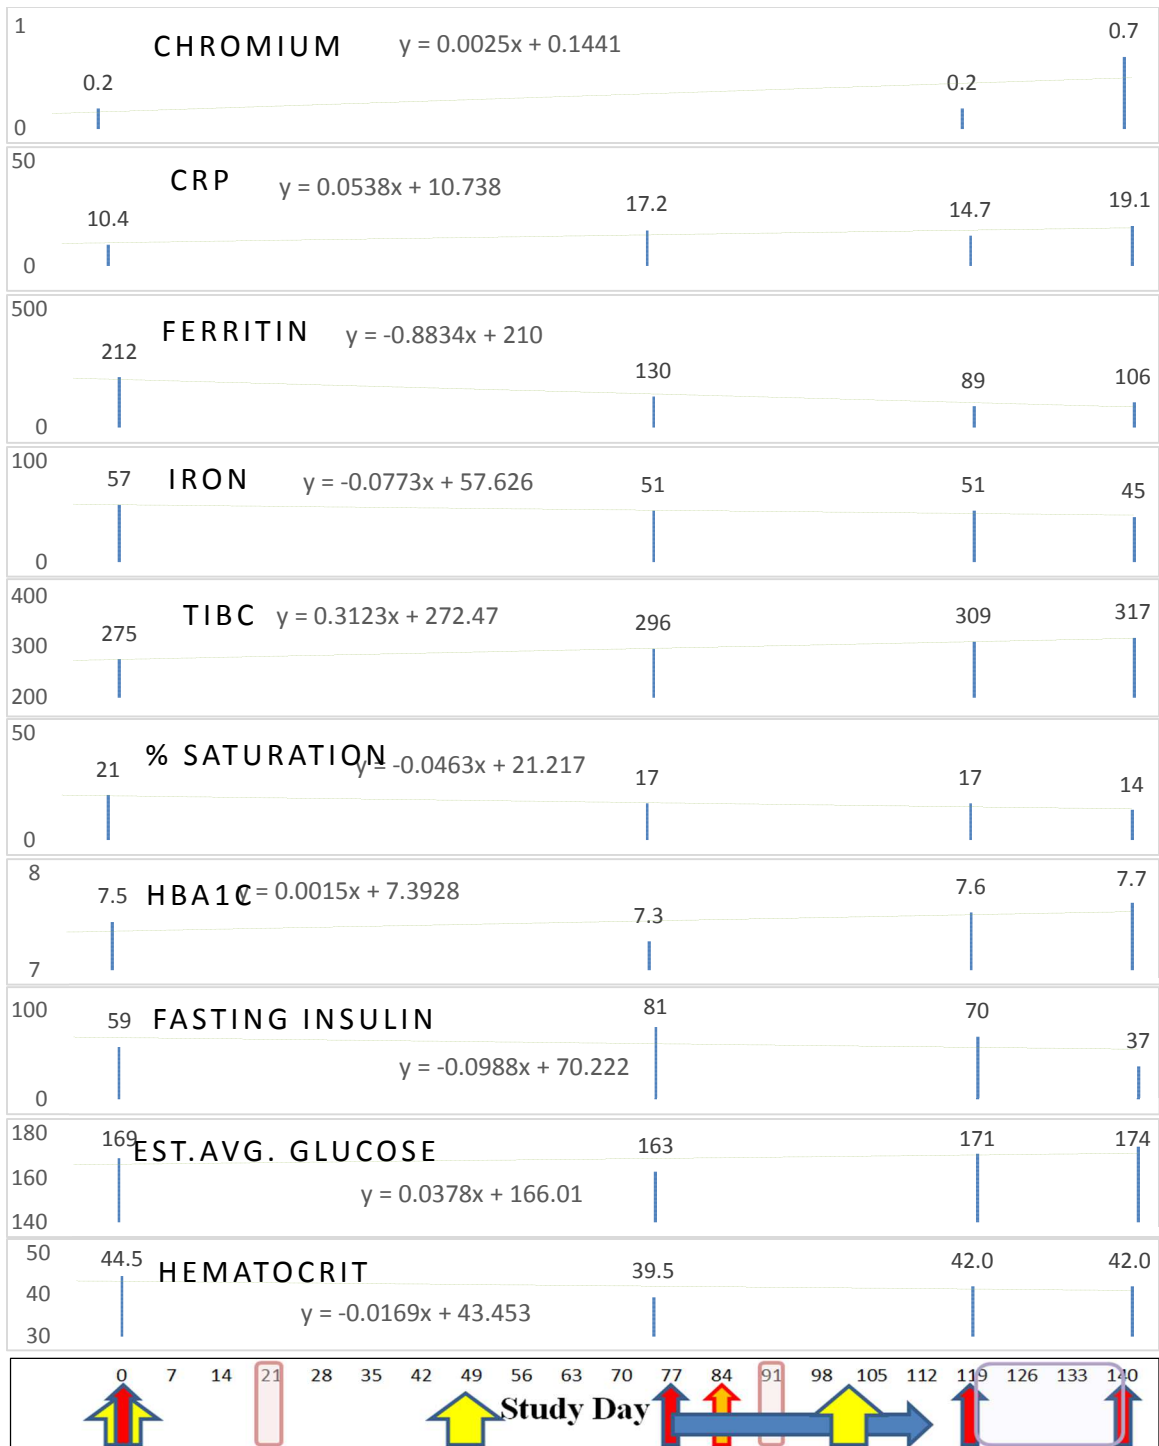 1
CHROMIUM y = 0.0025x + 0.1441 0.7
0.2 0.2
0
50
CRP y = 0.0538x + 10.738
10.4 17.2 14.7 19.1
0
500
FERRITIN y = -0.8834x + 210
212 130 89 106
0
100
57 IRON y = -0.0773x + 57.626 51 51 45
0
400
TIBC y = 0.3123x + 272.47
275 296 309 317
300
200
50
% SATURATION y = -0.0463x + 21.217
21 17 17 14
0
8
7.5 HBA1C y = 0.0015x + 7.3928 7.3 7.6 7.7
7
100
59 FASTING INSULIN 81 70 37
y = -0.0988x + 70.222
0
180
169 EST.AVG. GLUCOSE 163 171 174
160
y = 0.0378x + 166.01
140
50
44.5 HEMATOCRIT 39.5 42.0 42.0
40
y = -0.0169x + 43.453
30
0 7 14 21 28 35 42 49 56 63 70 77 84 91 98 105 112 119 126 133 140
Study Day